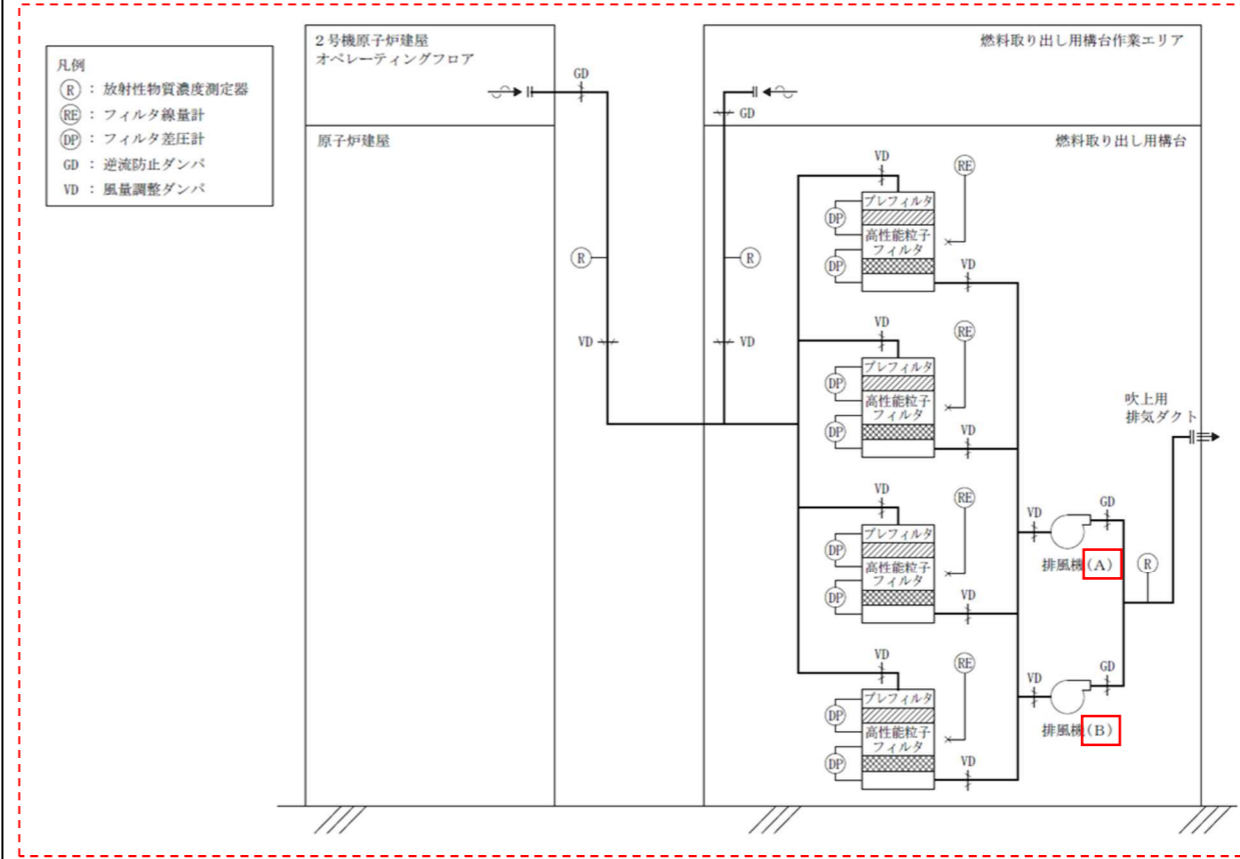 2号機原子炉建屋
オペレーティングフロア
燃料取り出し用構台作業エリア
凡例
R : 放射性物質濃度測定器
RE : フィルタ線量計
DP : フィルタ差圧計
GD : 逆流防止ダンパ
VD : 風量調整ダンパ
GD
GD
原子炉建屋
燃料取り出し用構台
VD
RE
プレフィルタ
DP
高性能粒子
フィルタ
DP
VD
R
R
VD
VD
VD
RE
プレフィルタ
DP
高性能粒子
フィルタ
DP
VD
吹上用
排気ダクト
VD
RE
プレフィルタ
DP
高性能粒子
フィルタ
DP
VD
VD
GD
排風機(A)
R
VD
RE
プレフィルタ
DP
高性能粒子
フィルタ
DP
VD
VD
GD
排風機(B)